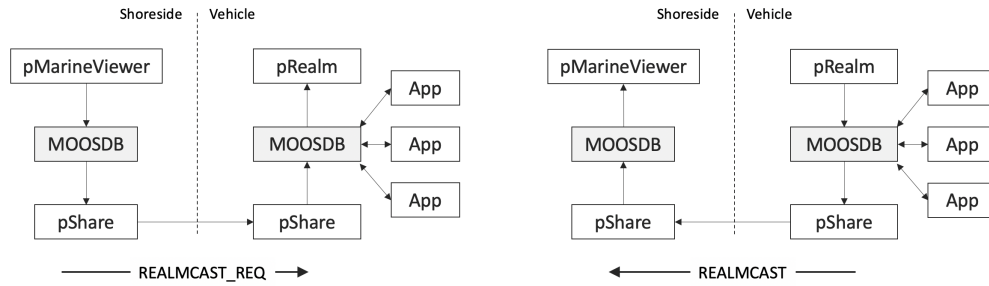 Shoreside Vehicle
pMarineViewer
pRealm
App
MOOSDB
MOOSDB
App
App
pShare
pShare
REALMCAST_REQ
Shoreside Vehicle
pMarineViewer
pRealm
App
MOOSDB
MOOSDB
App
App
pShare
pShare
REALMCAST